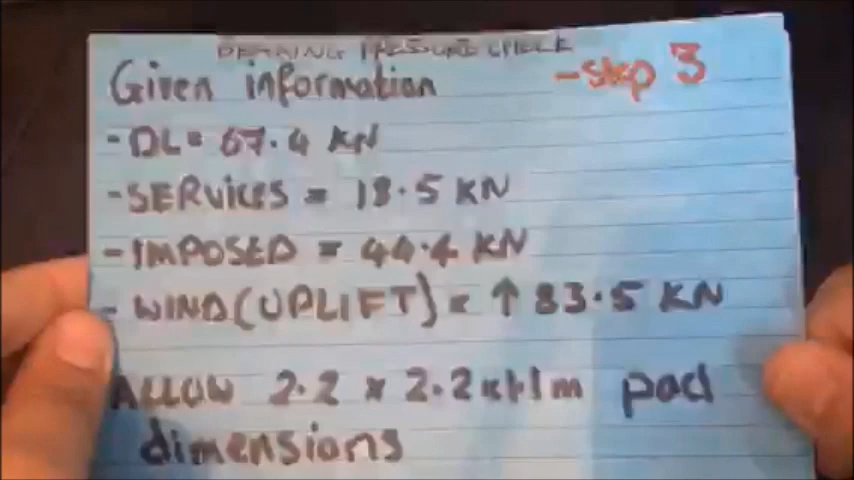 BEARING PRESSURE CHECK
Given information - step 3
- DL = 67.4 KN
- SERVICES = 18.5 KN
- IMPOSED = 44.4 KN
- WIND (UPLIFT) = ↑ 83.5 KN
ALLOW 2.2 x 2.2 x 1.1m pad
dimensions